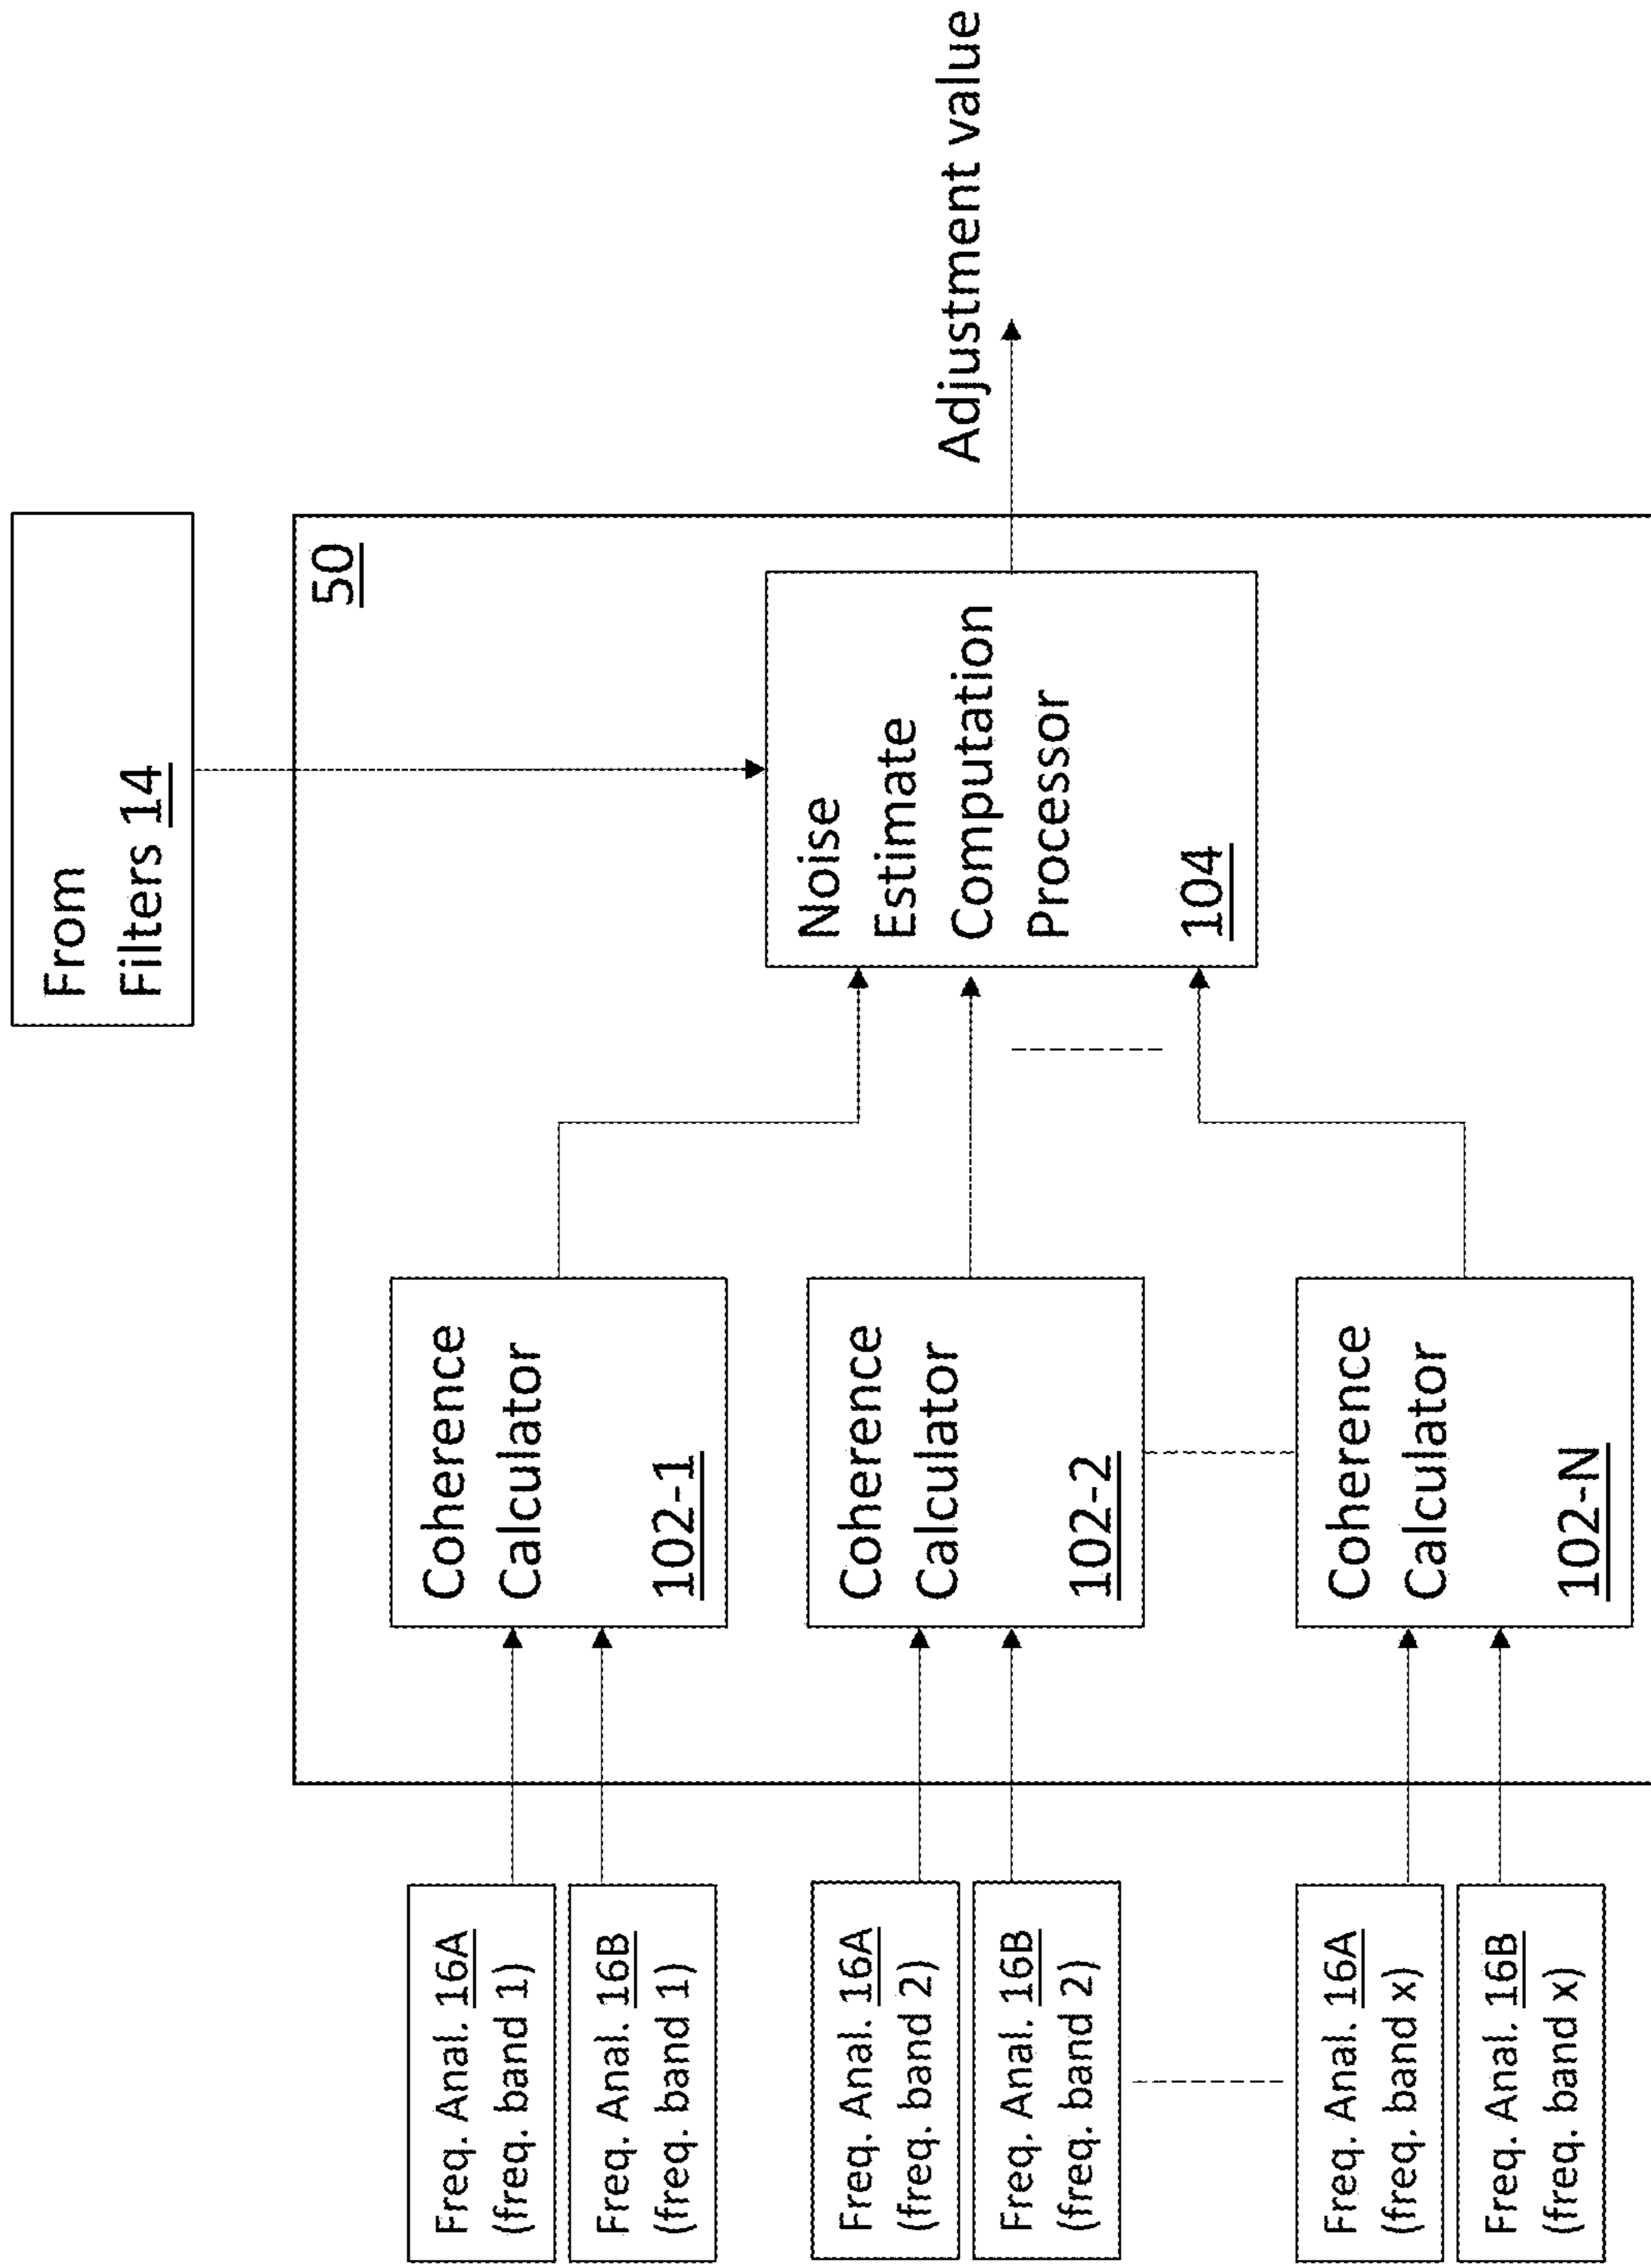 From
Filters 14
50
Freq. Anal. 16A
(freq. band 1)
Freq. Anal. 16B
(freq. band 1)
Coherence
Calculator
102-1
Freq. Anal. 16A
(freq. band 2)
Freq. Anal. 16B
(freq. band 2)
Coherence
Calculator
102-2
Freq. Anal. 16A
(freq. band x)
Freq. Anal. 16B
(freq. band x)
Coherence
Calculator
102-N
Noise
Estimate
Computation
Processor
104
Adjustment value